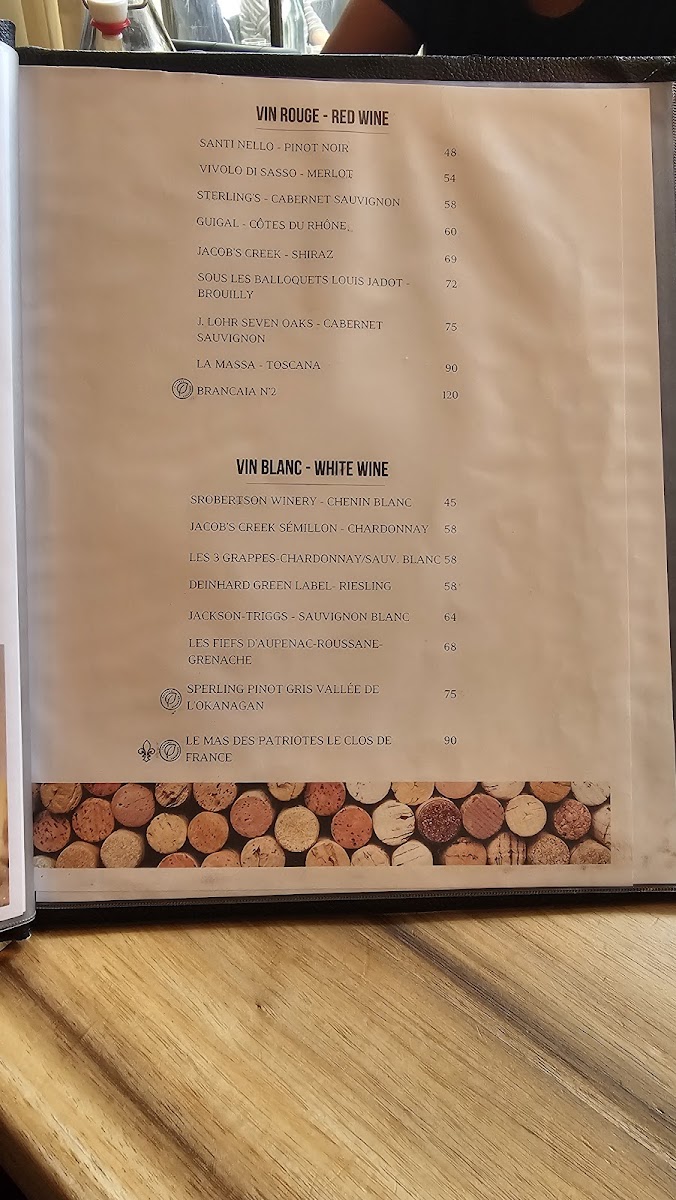 VIN ROUGE - RED WINE
SANTI NELLO - PINOT NOIR 48
VIVOLO DI SASSO - MERLOT 54
STERLING'S - CABERNET SAUVIGNON 58
GUIGAL - CÔTES DU RHÔNE, 60
JACOB'S CREEK - SHIRAZ 69
SOUS LES BALLOQUETS LOUIS JADOT - 72
BROUILLY
J. LOHR SEVEN OAKS - CABERNET 75
SAUVIGNON
LA MASSA - TOSCANA 90
BRANCAIA N°2 120
VIN BLANC - WHITE WINE
SROBERTSON WINERY - CHENIN BLANC 45
JACOB'S CREEK SÉMILLON - CHARDONNAY 58
LES 3 GRAPPES-CHARDONNAY/SAUV. BLANC 58
DEINHARD GREEN LABEL- RIESLING 58
JACKSON-TRIGGS - SAUVIGNON BLANC 64
LES FIEFS D'AUPENAC-ROUSSANE- 68
GRENACHE
SPERLING PINOT GRIS VALLÉE DE 75
L'OKANAGAN
LE MAS DES PATRIOTES LE CLOS DE 90
FRANCE